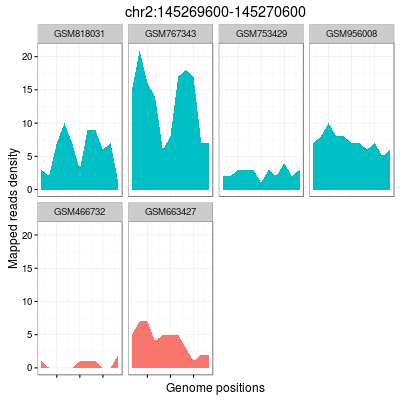 chr2:145269600-145270600
GSM818031 GSM767343 GSM753429 GSM956008
20
15
10
5
0
GSM466732 GSM663427
20
15
10
5
0
Mapped reads density
Genome positions